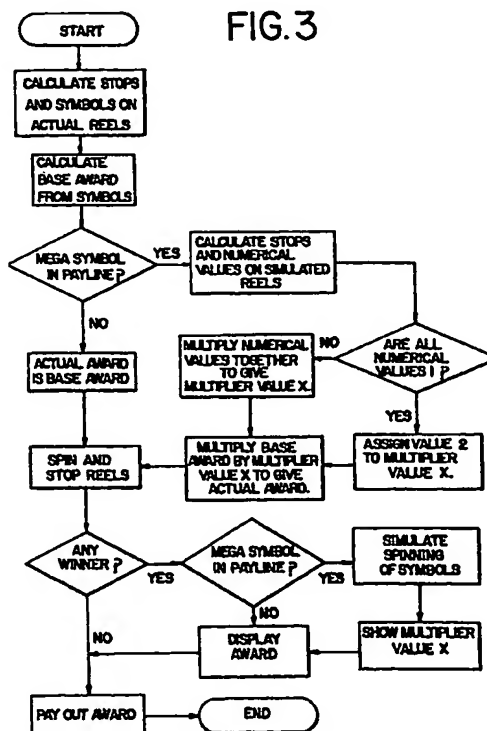 FIG. 3
START
CALCULATE STOPS
AND SYMBOLS ON
ACTUAL REELS
CALCULATE
BASE AWARD
FROM SYMBOLS
MEGA SYMBOL
IN PAYLINE?
YES
CALCULATE STOPS
AND NUMERICAL
VALUES ON SIMULATED
REELS
NO
ARE ALL
NUMERICAL
VALUES 1?
NO
MULTIPLY NUMERICAL
VALUES TOGETHER
TO GIVE
MULTIPLIER VALUE X.
YES
ACTUAL AWARD
IS BASE AWARD
ASSIGN VALUE 2
TO MULTIPLIER
VALUE X.
MULTIPLY BASE
AWARD BY MULTIPLIER
VALUE X TO GIVE
ACTUAL AWARD.
SPIN AND
STOP REELS
ANY
WINNER?
YES
MEGA SYMBOL
IN PAYLINE?
YES
SIMULATE
SPINNING
OF SYMBOLS
NO
NO
DISPLAY
AWARD
SHOW MULTIPLIER
VALUE X
PAY OUT AWARD
END